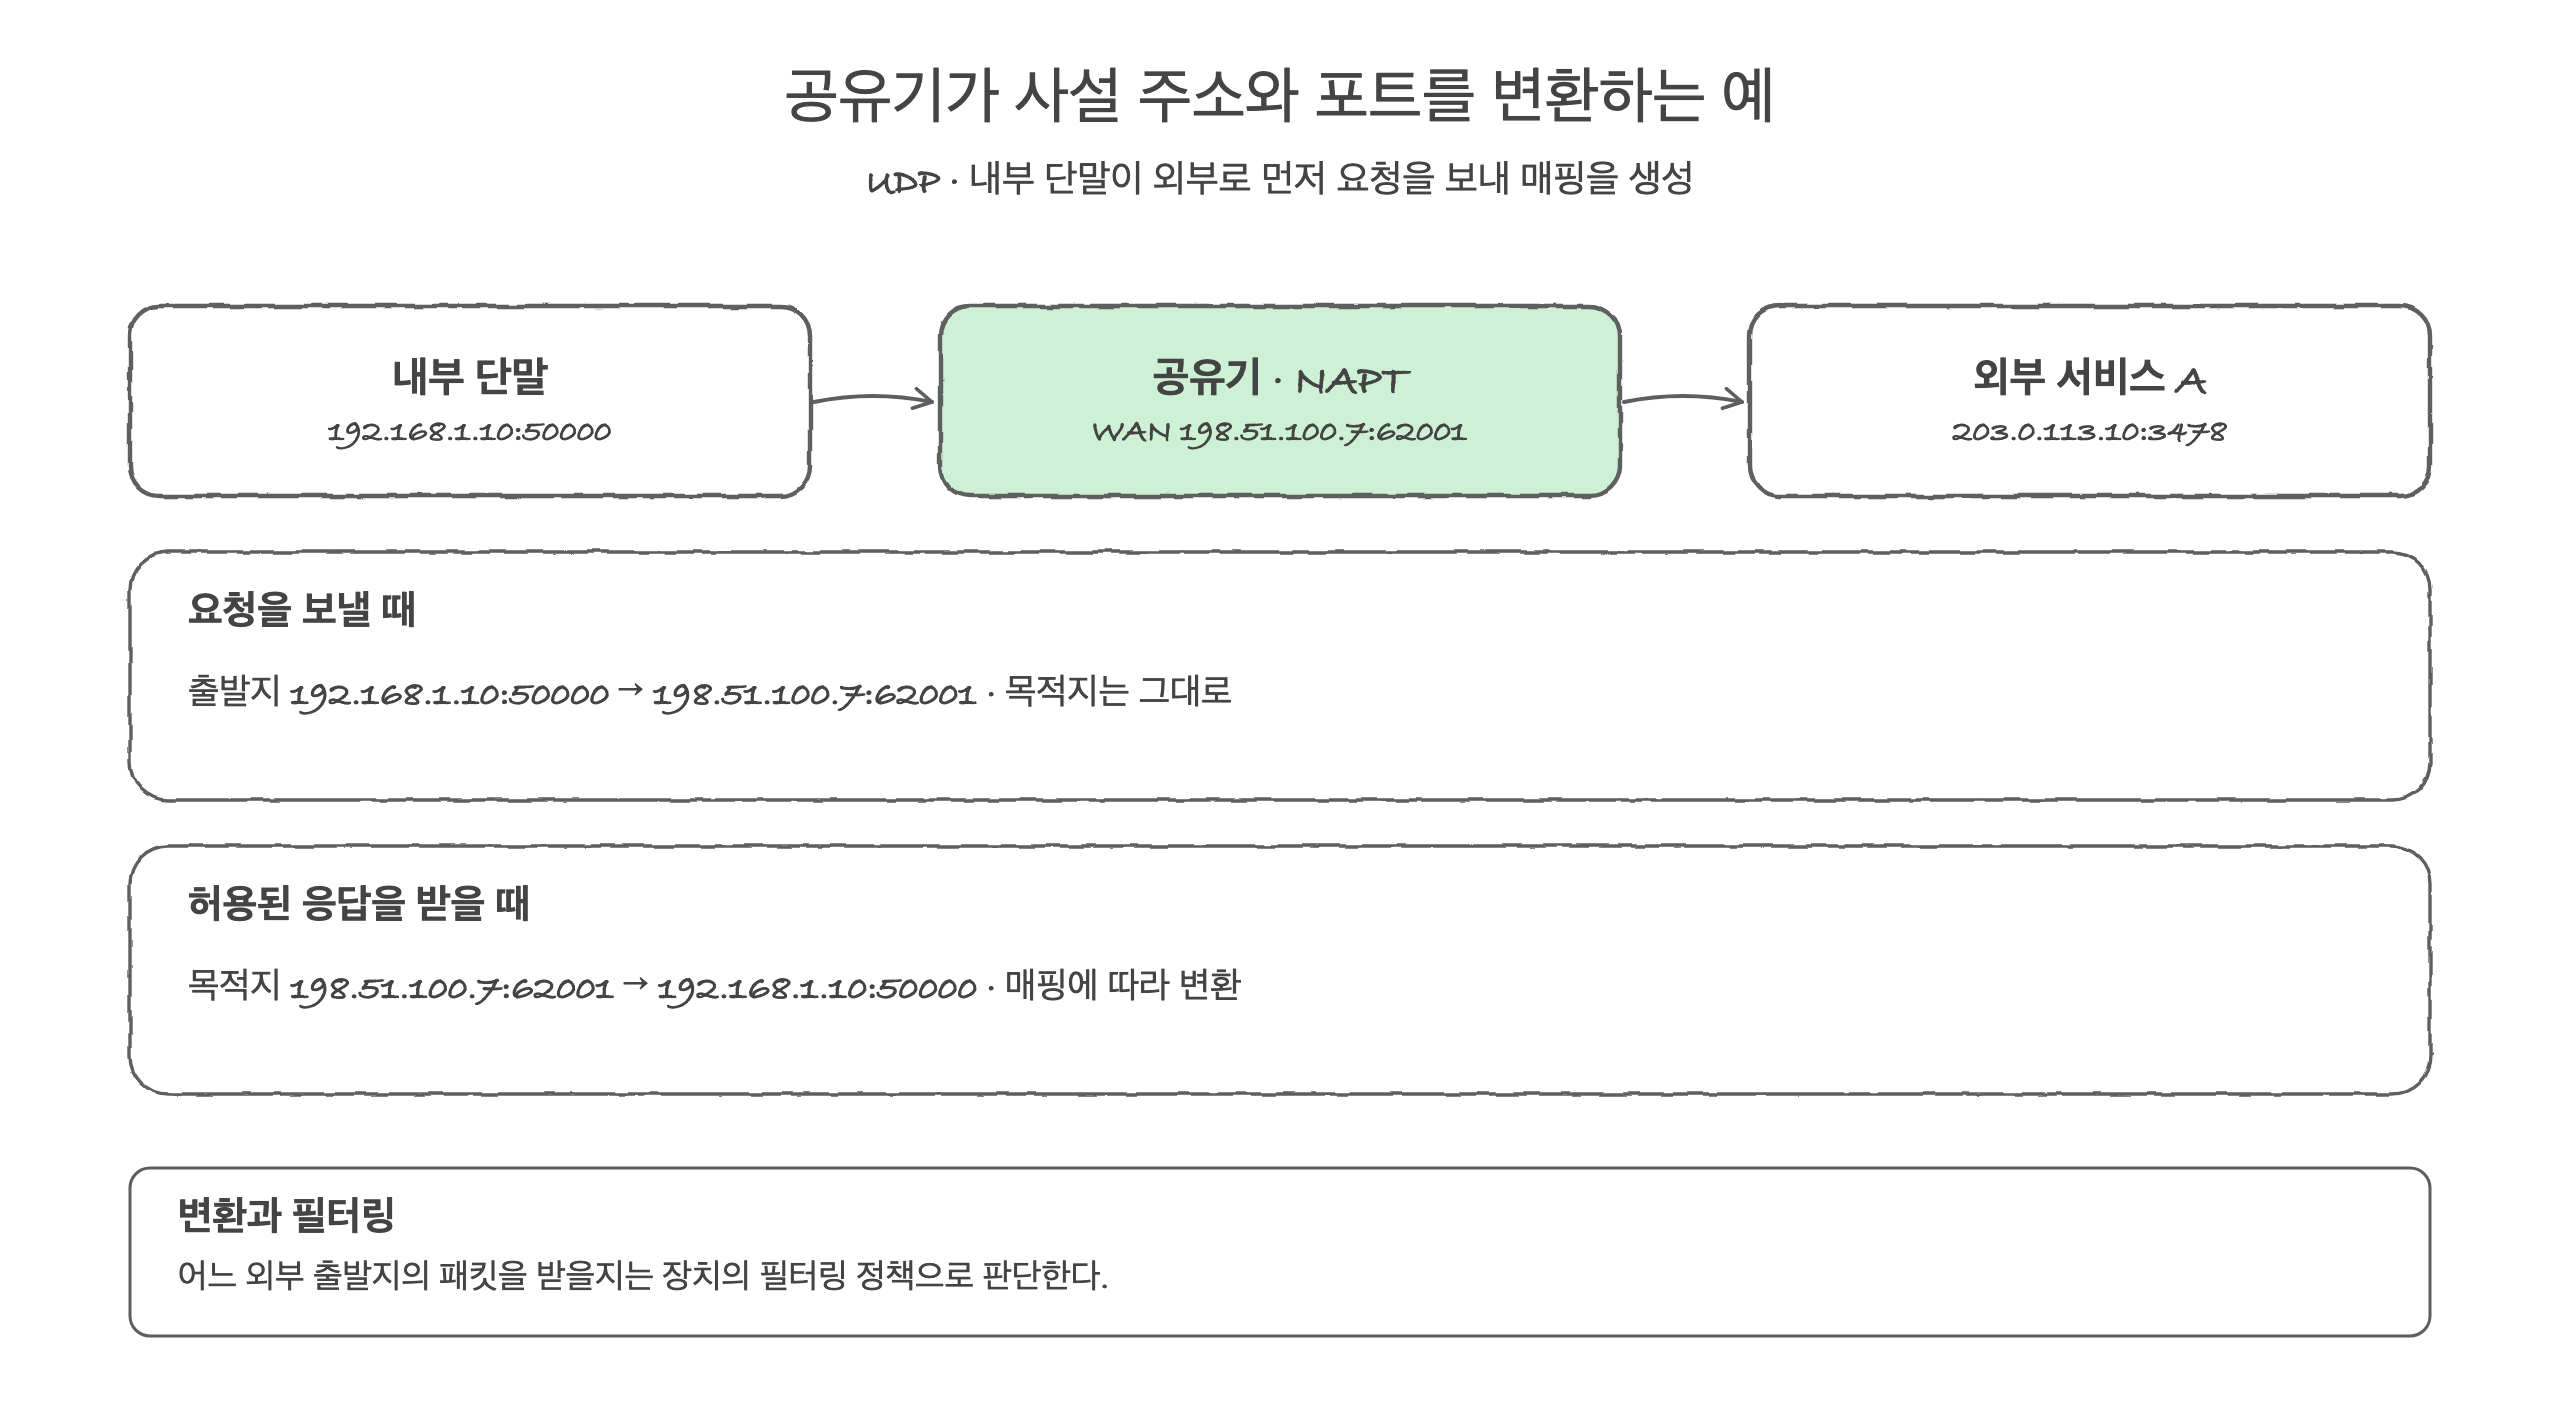 공유기가 사설 주소와 포트를 변환하는 예
UDP · 내부 단말이 외부로 먼저 요청을 보내 매핑을 생성
내부 단말
192.168.1.10:50000
공유기 · NAPT
WAN 198.51.100.7:62001
외부 서비스 A
203.0.113.10:3478
요청을 보낼 때
출발지 192.168.1.10:50000 → 198.51.100.7:62001 · 목적지는 그대로
허용된 응답을 받을 때
목적지 198.51.100.7:62001 → 192.168.1.10:50000 · 매핑에 따라 변환
변환과 필터링
어느 외부 출발지의 패킷을 받을지는 장치의 필터링 정책으로 판단한다.